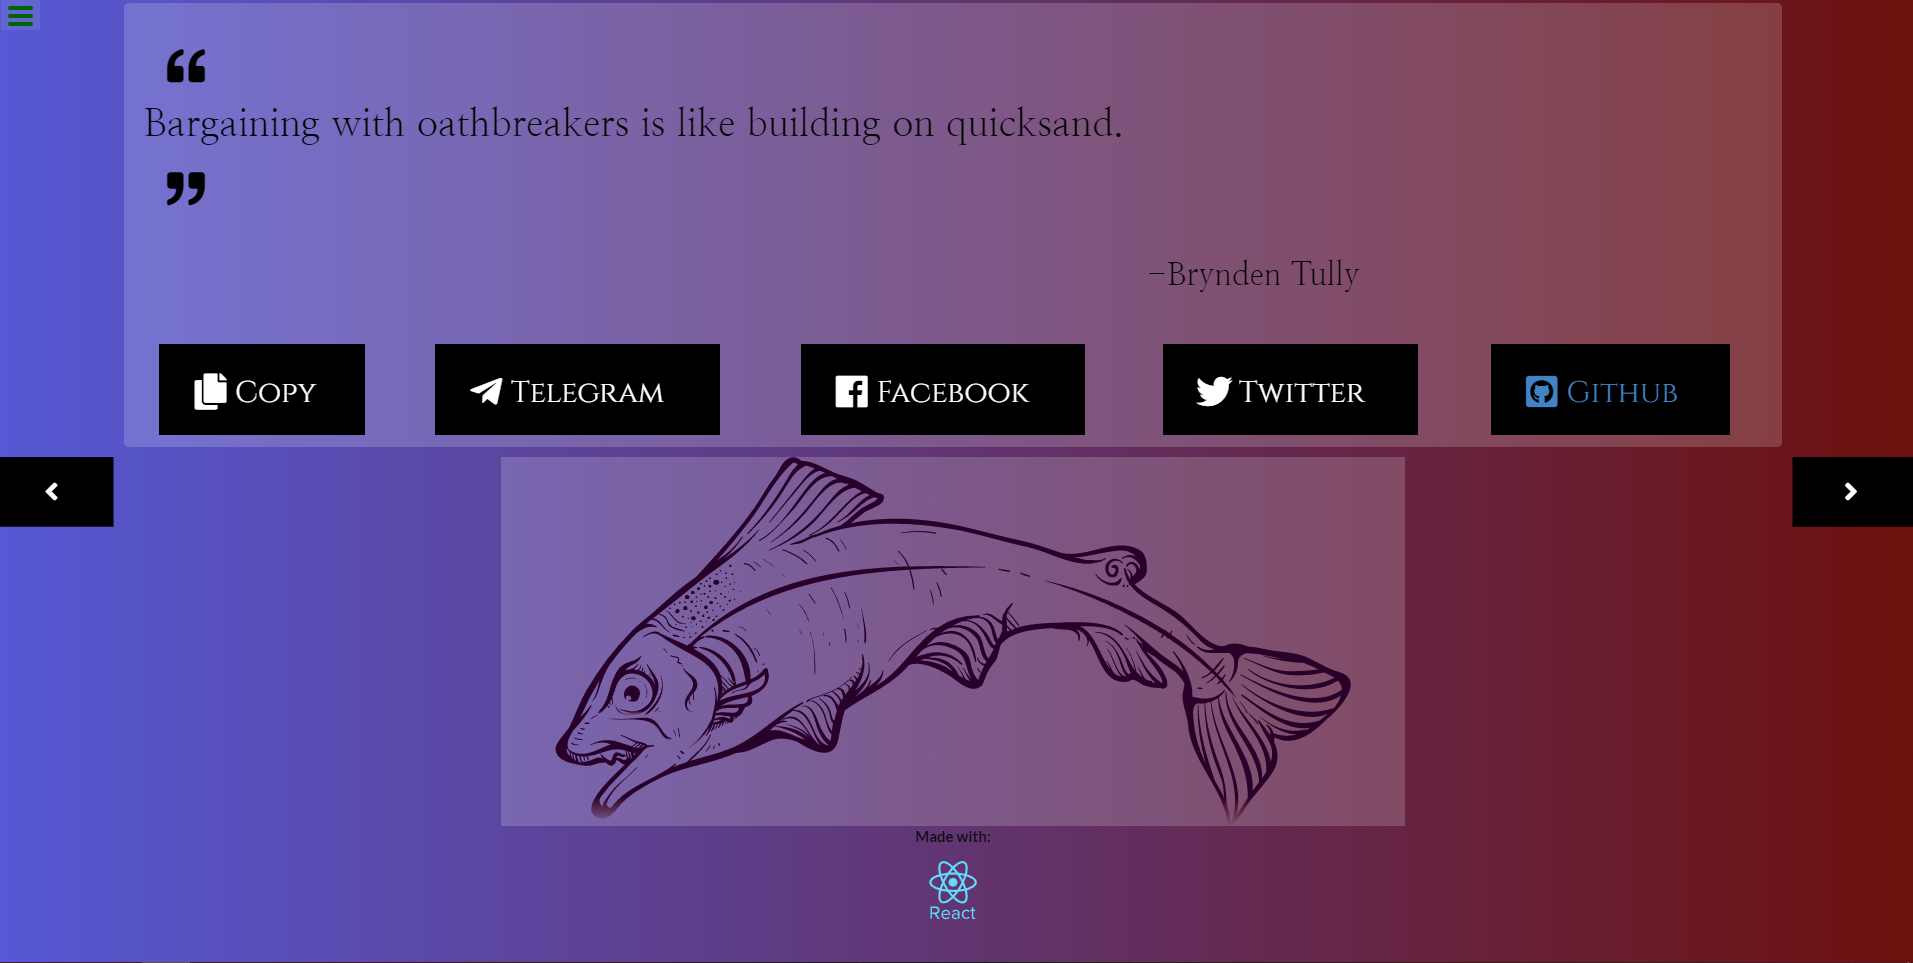 “
Bargaining with oathbreakers is like building on quicksand.
”
-Brynden Tully
Copy
Telegram
Facebook
Twitter
Github
Made with:
React